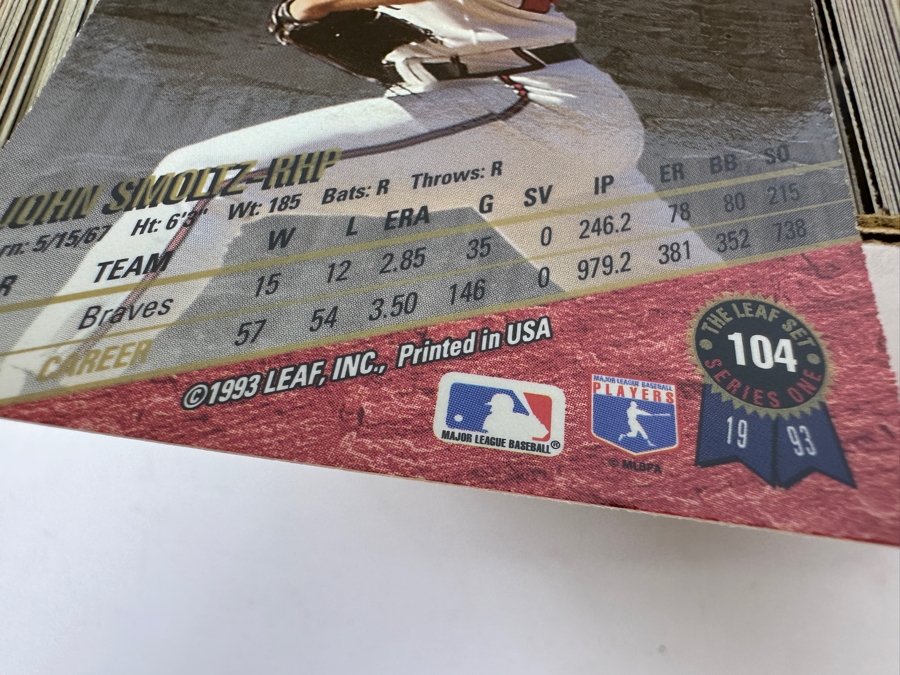 JOHN SMOLTZ-RHP
rn: 5/15/67 Ht: 6'3" Wt: 185 Bats: R Throws: R
R TEAM W L ERA G SV IP ER BB SO
Braves 15 12 2.85 35 0 246.2 78 80 215
CAREER 57 54 3.50 146 0 979.2 381 352 738
©1993 LEAF, INC., Printed in USA
MAJOR LEAGUE BASEBALL®
MAJOR LEAGUE BASEBALL
PLAYERS
© MLBPA
THE LEAF SET
104
SERIES ONE
19 93